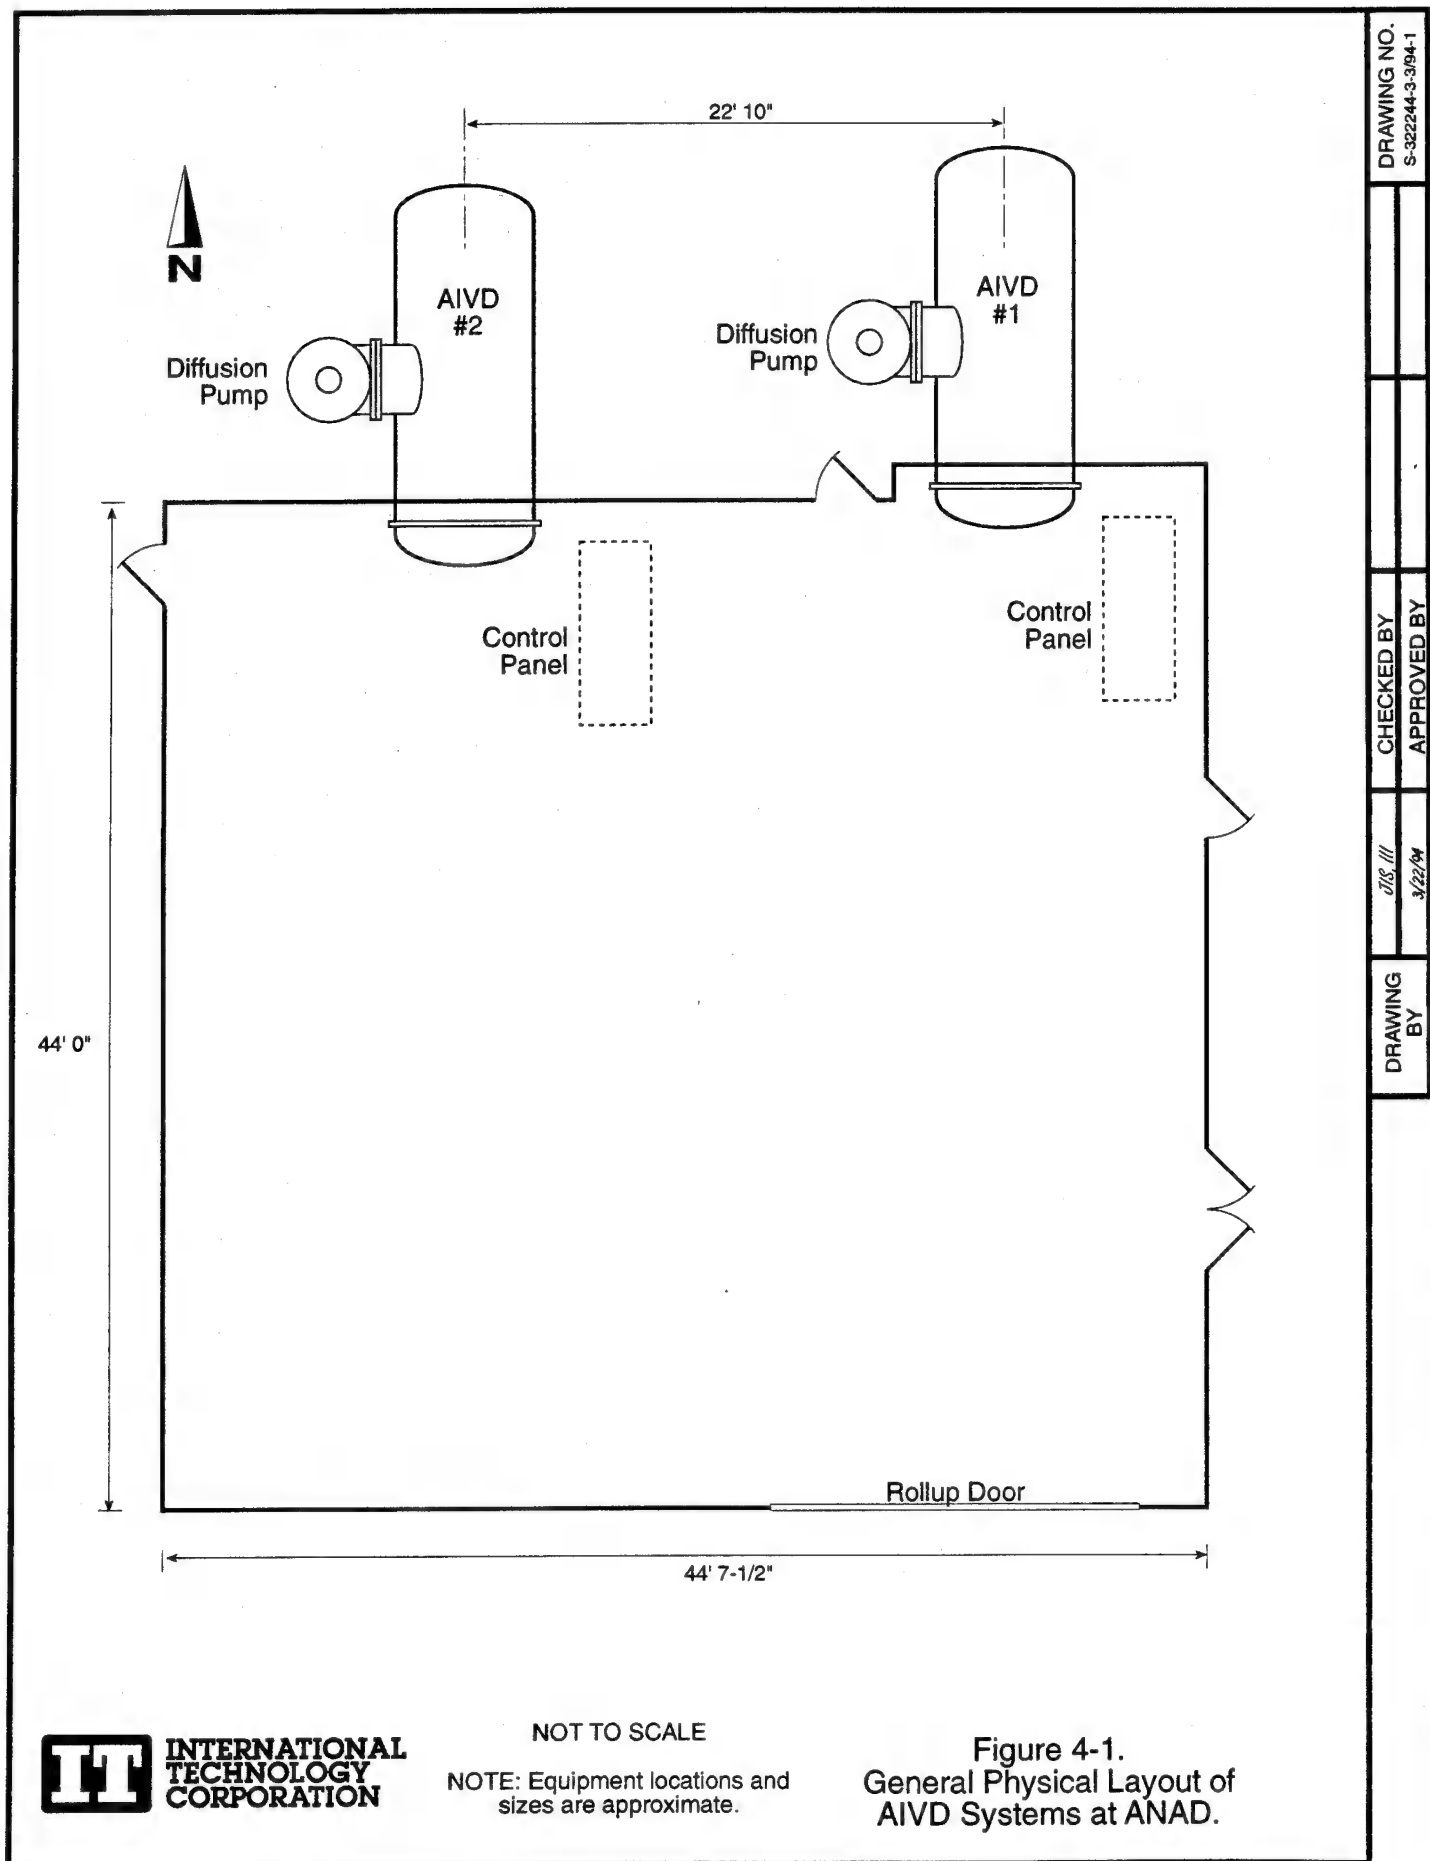 DRAWING NO.
S-322244-3-3/94-1
CHECKED BY
APPROVED BY
JIS, III
3/22/94
DRAWING
BY
22' 10"
N
AIVD
#2
AIVD
#1
Diffusion
Pump
Diffusion
Pump
Control
Panel
Control
Panel
44' 0"
Rollup Door
44' 7-1/2"
IT
INTERNATIONAL
TECHNOLOGY
CORPORATION
NOT TO SCALE
NOTE: Equipment locations and
sizes are approximate.
Figure 4-1.
General Physical Layout of
AIVD Systems at ANAD.